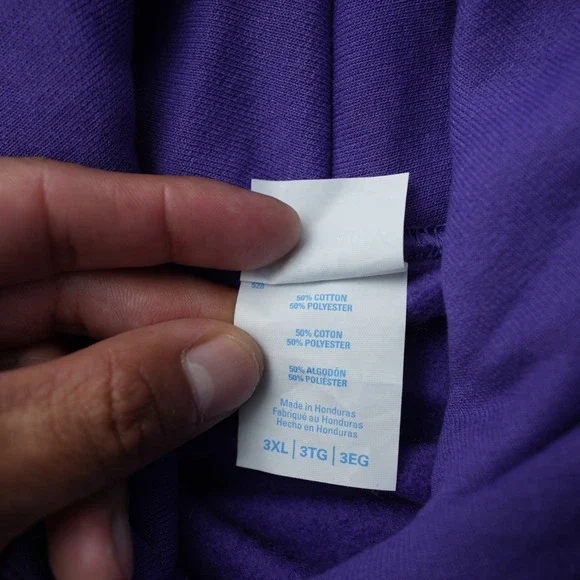 50% COTTON
50% POLYESTER
50% COTON
50% POLYESTER
50% ALGODÓN
50% POLIÉSTER
Made in Honduras
Fabriqué au Honduras
Hecho en Honduras
3XL | 3TG | 3EG